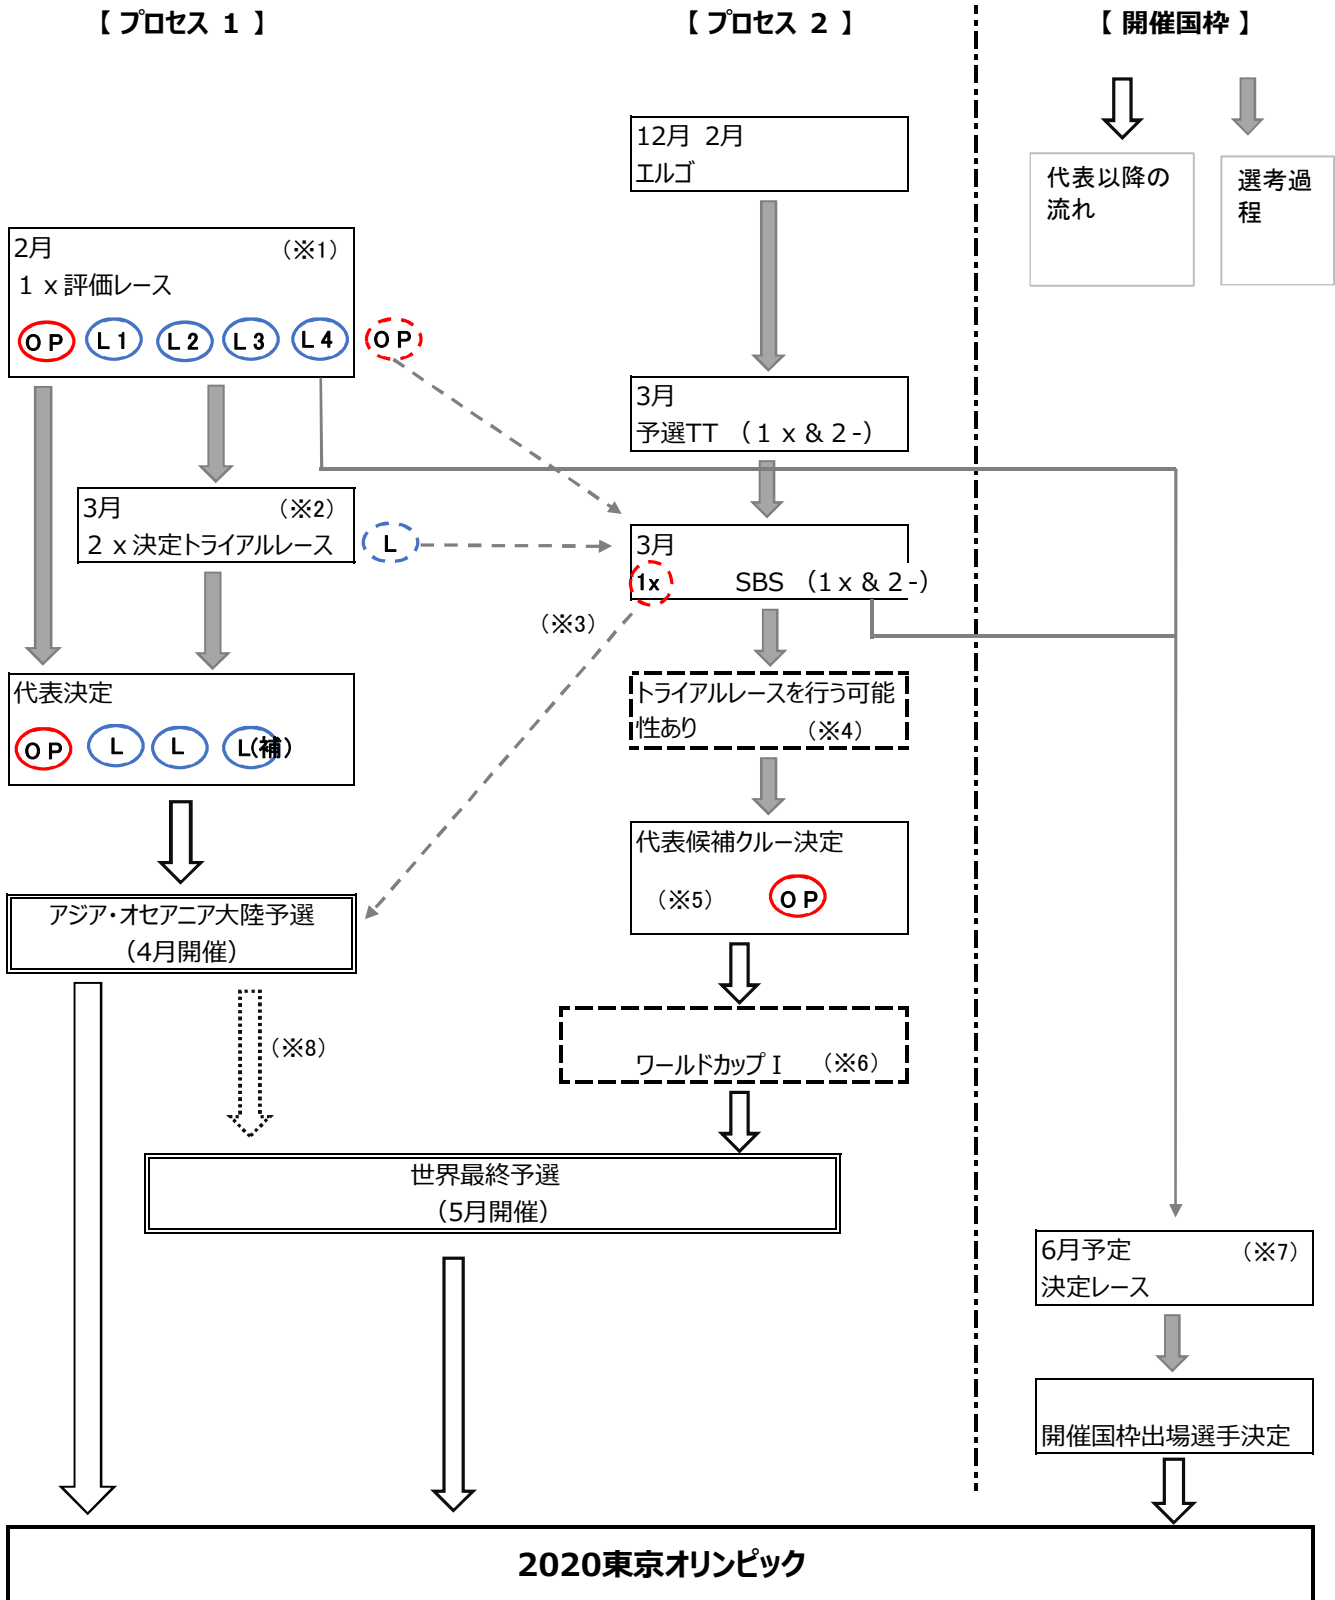 【 プロセス 1 】
【 プロセス 2 】
【 開催国枠 】
12月 2月
エルゴ
代表以降の
流れ
選考過
程
2月 （※1）
1 x 評価レース
OP L1 L2 L3 L4 OP
3月
予選TT （1 x & 2 -）
3月 （※2）
2 x 決定トライアルレース L
3月
1x SBS （1 x & 2 -）
（※3）
代表決定
OP L L L(補)
トライアルレースを行う可能
性あり （※4）
代表候補クルー決定
（※5） OP
アジア・オセアニア大陸予選
（4月開催）
（※8）
ワールドカップ I （※6）
世界最終予選
（5月開催）
6月予定 （※7）
決定レース
開催国枠出場選手決定
2020東京オリンピック